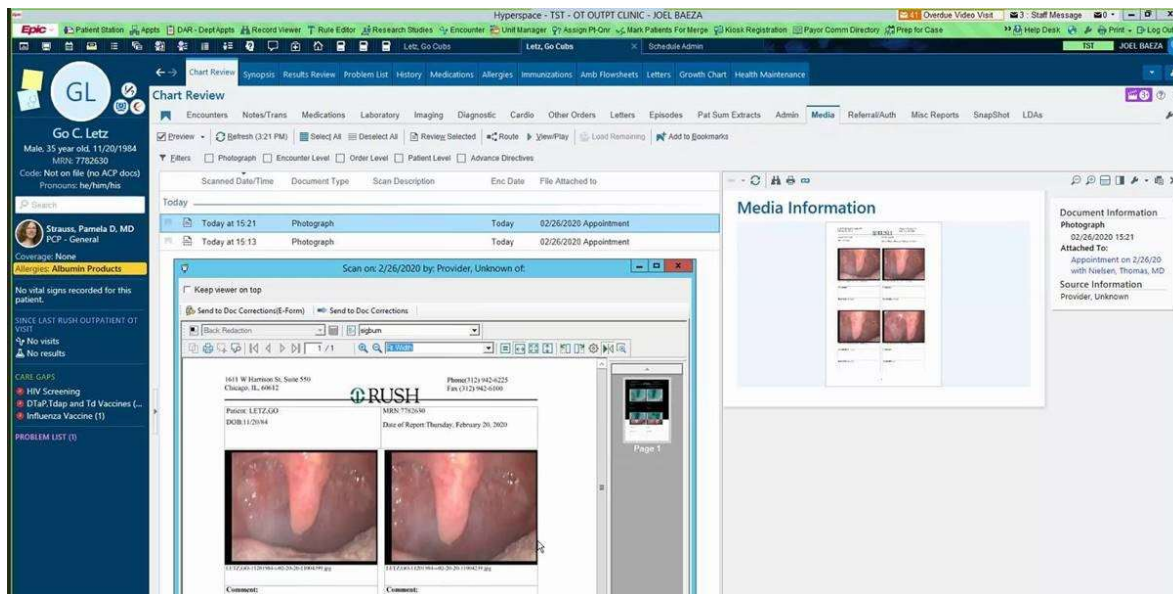 Hyperspace - TST - OT OUTPT CLINIC - JOEL BAEZA
41 Overdue Video Visit 3 : Staff Message 0
Epic Patient Station Appts DAR - Dept Appts Record Viewer Rule Editor Research Studies Encounter Unit Manager Assign Pt-Onr Mark Patients For Merge Kiosk Registration Payor Comm Directory Prep for Case Help Desk Print Log Out
Letz, Go Cubs Letz, Go Cubs Schedule Admin TST JOEL BAEZA
Chart Review Synopsis Results Review Problem List History Medications Allergies Immunizations Amb Flowsheets Letters Growth Chart Health Maintenance
GL
Chart Review
Encounters Notes/Trans Medications Laboratory Imaging Diagnostic Cardio Other Orders Letters Episodes Pat Sum Extracts Admin Media Referral/Auth Misc Reports SnapShot LDAs
Preview Refresh (3:21 PM) Select All Deselect All Review Selected Route View/Play Load Remaining Add to Bookmarks
Filters Photograph Encounter Level Order Level Patient Level Advance Directives
Go C. Letz
Male, 35 year old, 11/20/1984
MRN: 7782630
Code: Not on file (no ACP docs)
Pronouns: he/him/his
Search
Strauss, Pamela D, MD
PCP - General
Coverage: None
Allergies: Albumin Products
No vital signs recorded for this
patient.
SINCE LAST RUSH OUTPATIENT OT
VISIT
No visits
No results
CARE GAPS
HIV Screening
DTaP,Tdap and Td Vaccines (...
Influenza Vaccine (1)
PROBLEM LIST (1)
Scanned Date/Time Document Type Scan Description Enc Date File Attached to
Today
Today at 15:21 Photograph Today 02/26/2020 Appointment
Today at 15:13 Photograph Today 02/26/2020 Appointment
Scan on: 2/26/2020 by: Provider, Unknown of:
Keep viewer on top
Send to Doc Corrections(E-Form) Send to Doc Corrections
Black Redaction sigbum
1 / 1 Fit Width
1611 W Harrison St, Suite 550
Chicago, IL, 60612
RUSH
Phone(312) 942-6225
Fax (312) 942-6100
Patient: LETZ,GO MRN:7782630
DOB:11/20/84 Date of Report:Thursday, February 20, 2020
Comment: Comment:
Page 1
Media Information
RUSH
Document Information
Photograph
02/26/2020 15:21
Attached To:
Appointment on 2/26/20
with Nielsen, Thomas, MD
Source Information
Provider, Unknown